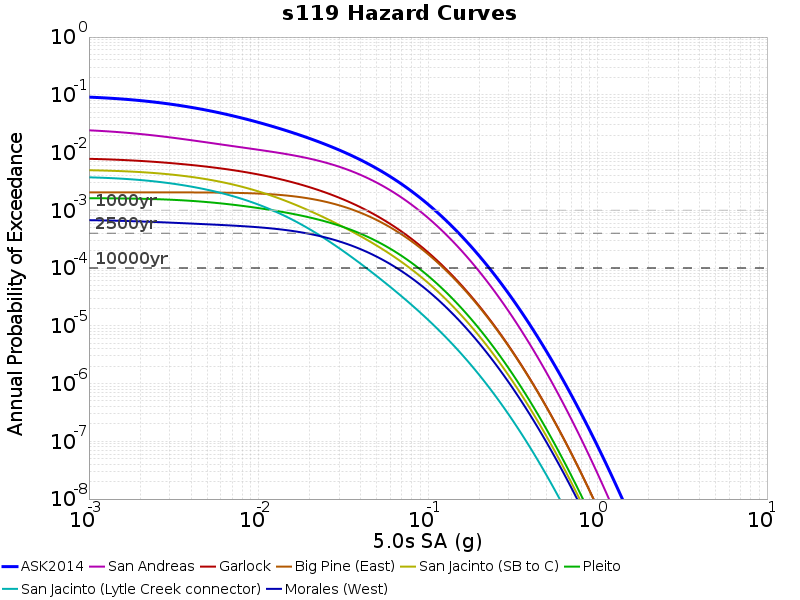 s119 Hazard Curves
Annual Probability of Exceedance
10^0
10^-1
10^-2
10^-3
10^-4
10^-5
10^-6
10^-7
10^-8
1000yr
2500yr
10000yr
10^-3 10^-2 10^-1 10^0 10^1
5.0s SA (g)
ASK2014 San Andreas Garlock Big Pine (East) San Jacinto (SB to C) Pleito
San Jacinto (Lytle Creek connector) Morales (West)